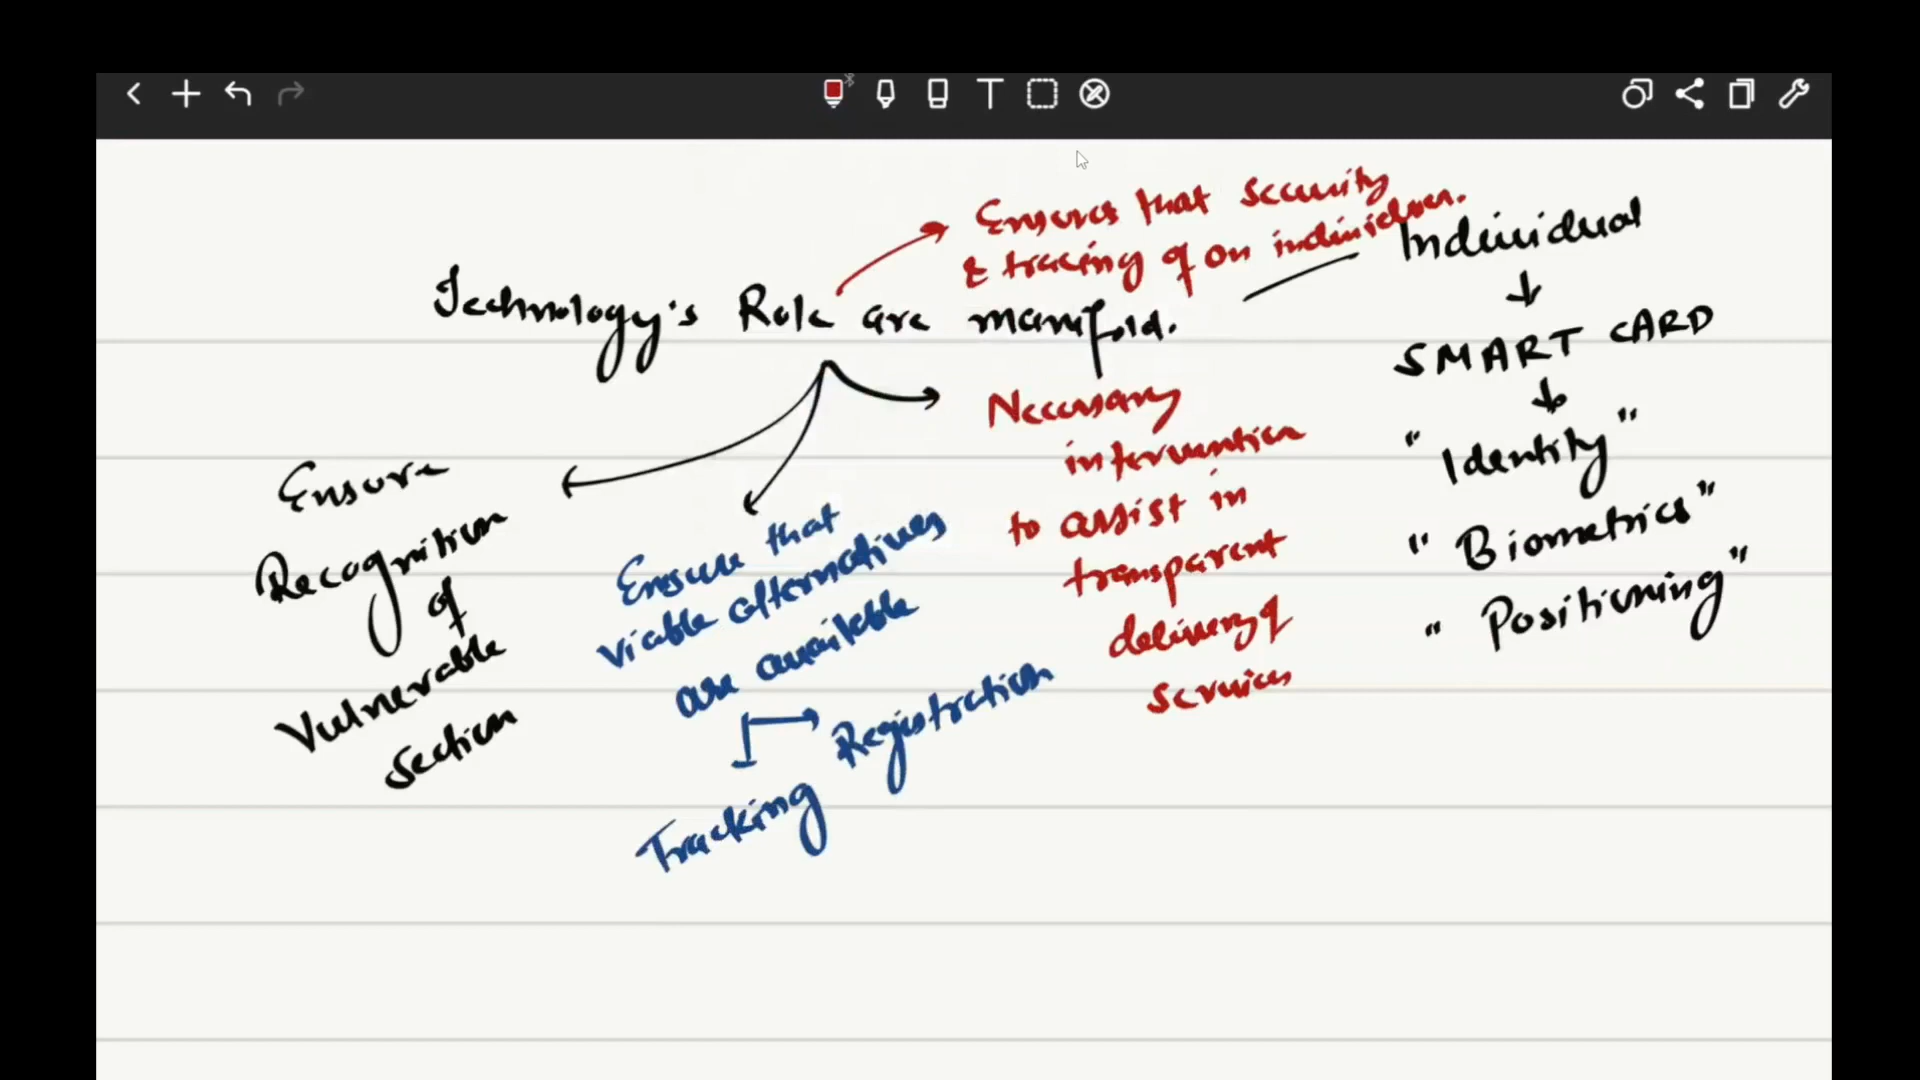 Ensures that security
& tracing of an individual.
Technology's Role are manifold.
Individual
SMART CARD
"Identity"
"Biometrics"
"Positioning"
Ensure
Recognition
of
Vulnerable
section
Ensure that
viable alternatives
are available
Registration
Tracking
Necessary
intervention
to assist in
transparent
delivery of
services